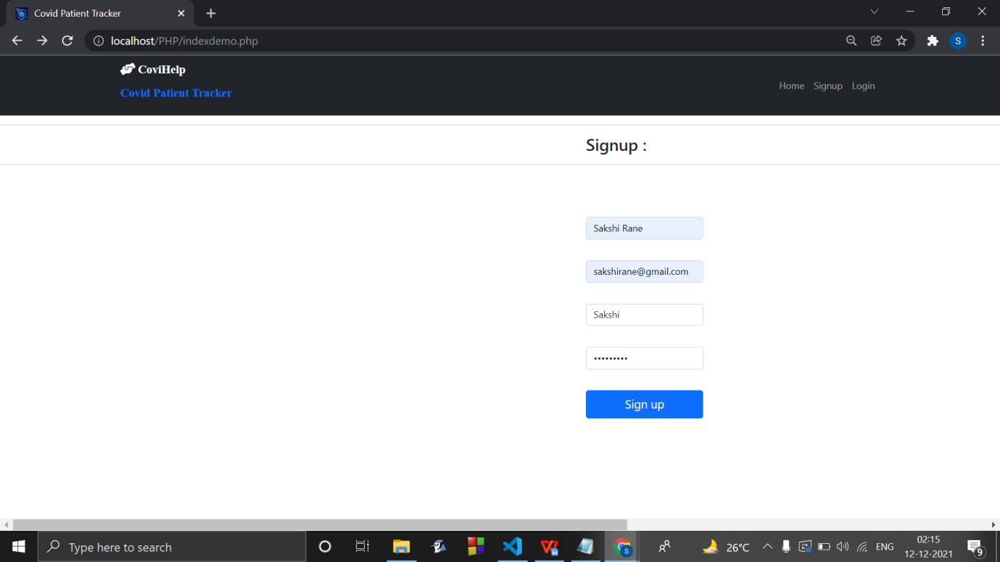 Covid Patient Tracker
localhost/PHP/indexdemo.php
S
CoviHelp
Covid Patient Tracker
Home Signup Login
Signup :
Sakshi Rane
sakshirane@gmail.com
Sakshi
•••••••••
Sign up
Type here to search
S
26°C
ENG
02:15
12-12-2021
9